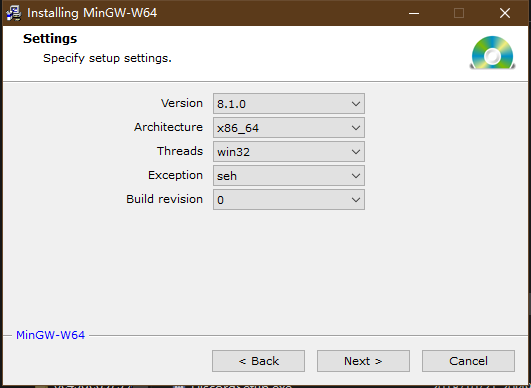 Installing MinGW-W64
Settings
Specify setup settings.
Version 8.1.0
Architecture x86_64
Threads win32
Exception seh
Build revision 0
MinGW-W64
< Back Next > Cancel